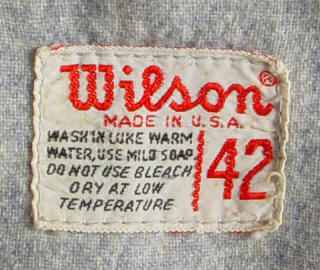 Wilson®
MADE IN U.S.A.
WASH IN LUKE WARM
WATER, USE MILD SOAP
DO NOT USE BLEACH
DRY AT LOW
TEMPERATURE
42